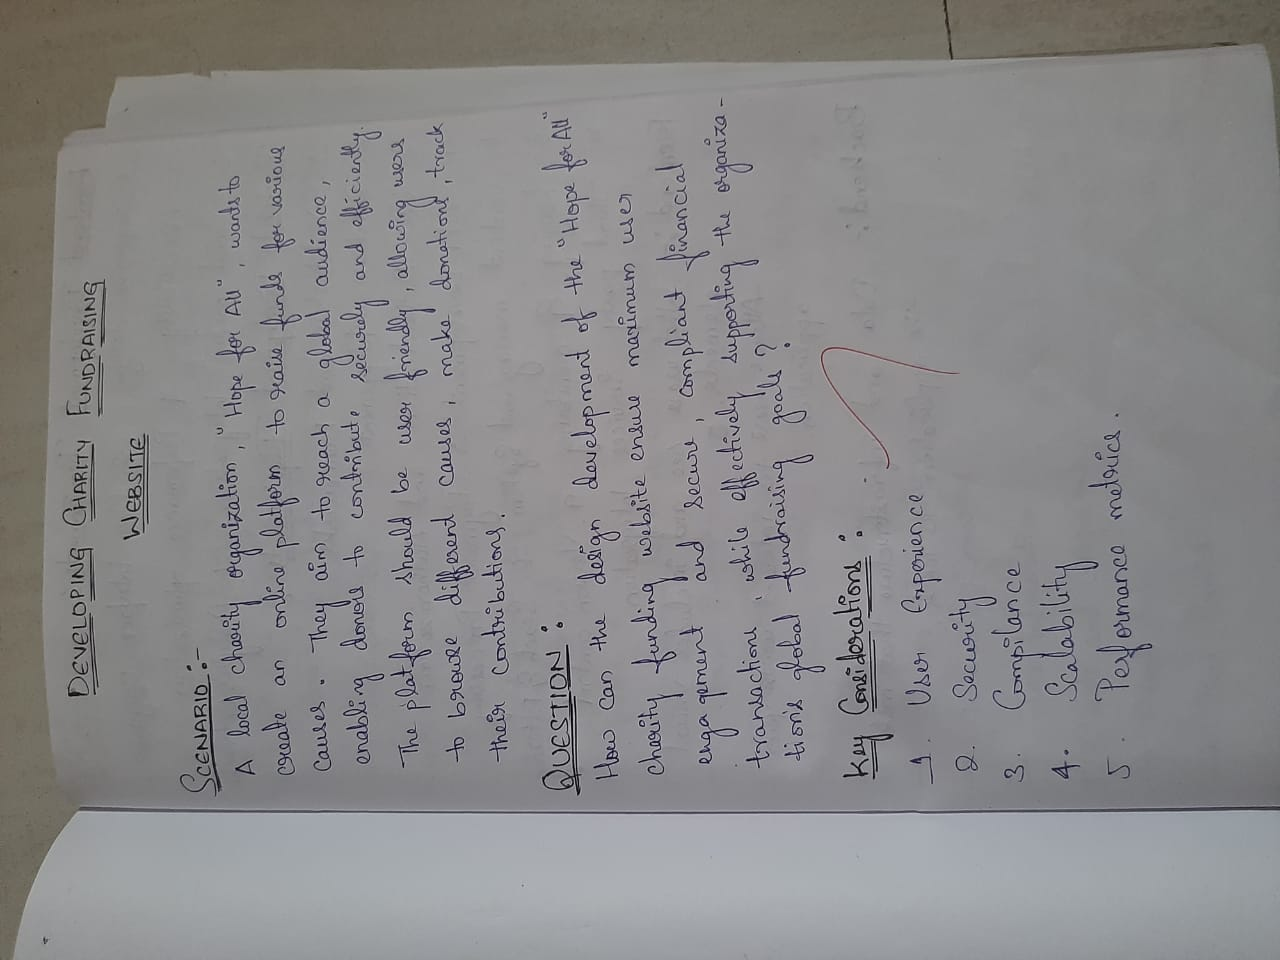 DEVELOPING CHARITY FUNDRAISING
WEBSITE
SCENARIO :-
A local charity organization, "Hope for All", wants to
create an online platform to raise funds for various
causes. They aim to reach a global audience,
enabling donors to contribute securely and efficiently.
The platform should be user friendly, allowing users
to browse different causes, make donations, track
their contributions.
QUESTION :
How can the design development of the "Hope for All"
charity funding website ensure maximum user
engagement and secure, compliant financial
transactions, while effectively supporting the organiza-
tion's global fundraising goals?
Key Considerations :
1. User Experience
2. Security
3. Compilance
4. Scalability
5. Performance metrics.